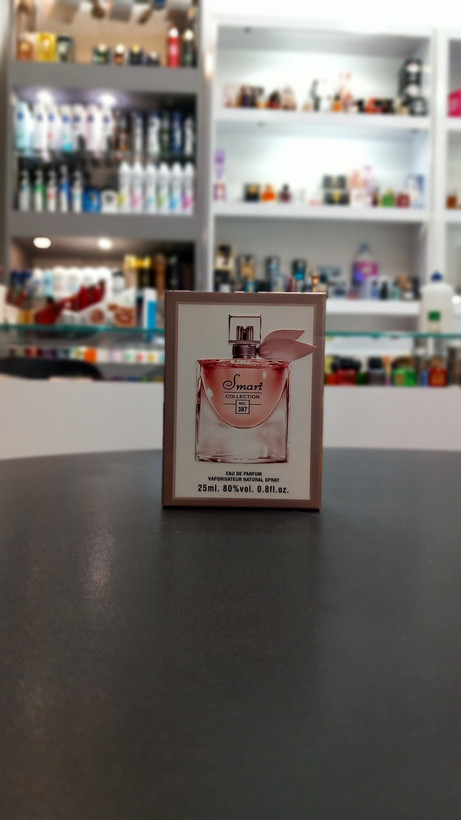 Smart
COLLECTION
NO.
387
EAU DE PARFUM
VAPORISATEUR NATURAL SPRAY
25ml. 80%vol. 0.8fl.oz.